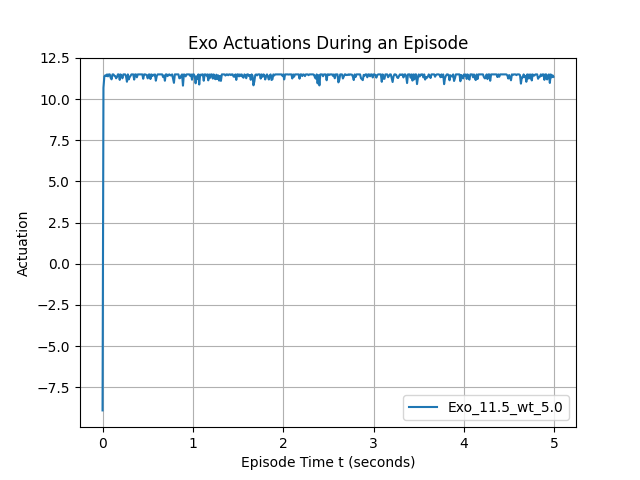 Exo Actuations During an Episode
12.5
10.0
7.5
5.0
2.5
0.0
−2.5
−5.0
−7.5
Actuation
Exo_11.5_wt_5.0
0 1 2 3 4 5
Episode Time t (seconds)